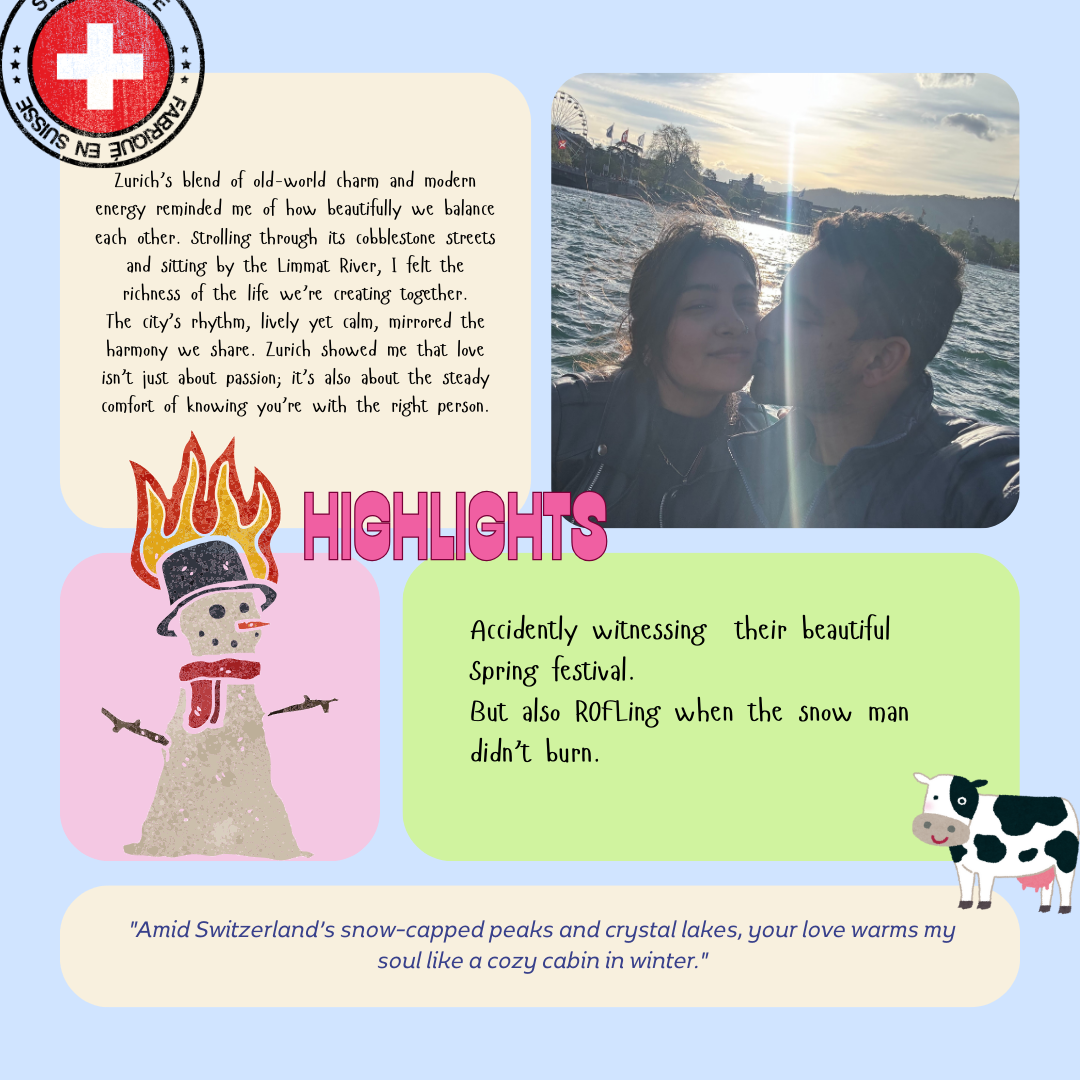 FABRIQUÉ EN SUISSE
Zurich's blend of old-world charm and modern
energy reminded me of how beautifully we balance
each other. Strolling through its cobblestone streets
and sitting by the Limmat River, I felt the
richness of the life we're creating together.
The city's rhythm, lively yet calm, mirrored the
harmony we share. Zurich showed me that love
isn't just about passion; it's also about the steady
comfort of knowing you're with the right person.
HIGHLIGHTS
Accidently witnessing their beautiful
Spring festival.
But also ROFLing when the snow man
didn't burn.
"Amid Switzerland's snow-capped peaks and crystal lakes, your love warms my
soul like a cozy cabin in winter."